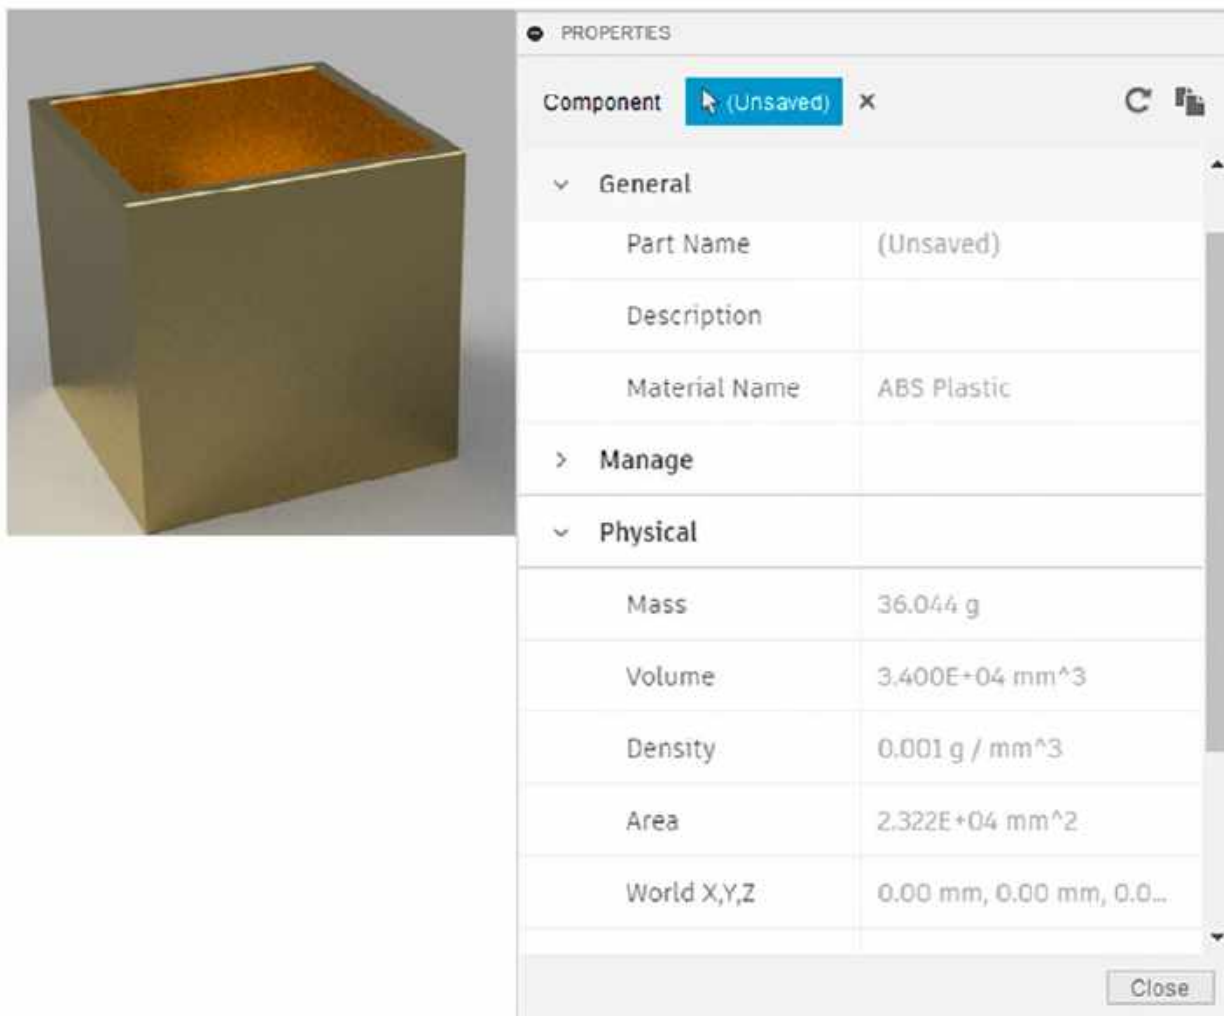 PROPERTIES
Component (Unsaved)
General
Part Name (Unsaved)
Description
Material Name ABS Plastic
Manage
Physical
Mass 36.044 g
Volume 3.400E+04 mm^3
Density 0.001 g / mm^3
Area 2.322E+04 mm^2
World X,Y,Z 0.00 mm, 0.00 mm, 0.0...
Close